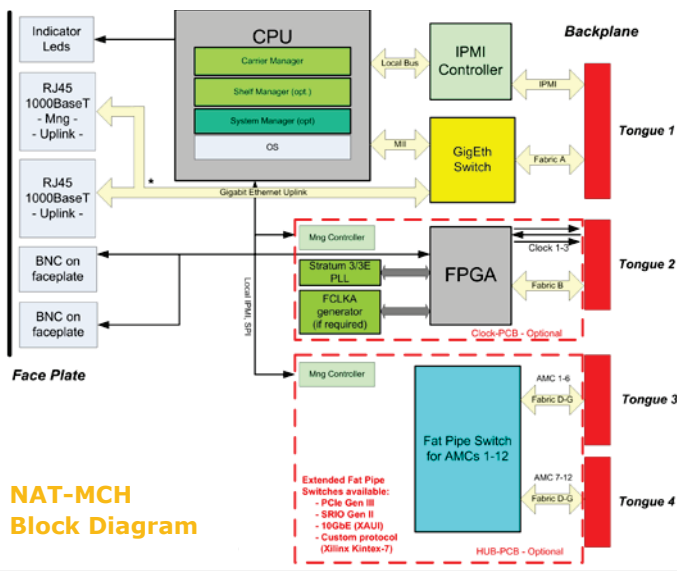 Indicator
Leds
RJ45
1000BaseT
- Mng -
- Uplink -
RJ45
1000BaseT
- Uplink -
BNC on
faceplate
BNC on
faceplate
Face Plate
CPU
Carrier Manager
Shelf Manager (opt.)
System Manager (opt)
OS
Local Bus
MII
*
Gigabit Ethernet Uplink
IPMI
Controller
GigEth
Switch
Backplane
IPMI
Fabric A
Tongue 1
Local IPMI, SPI
Mng Controller
Stratum 3/3E
PLL
FCLKA
generator
(if required)
FPGA
Clock 1-3
Fabric B
Clock-PCB - Optional
Tongue 2
Mng Controller
Fat Pipe Switch
for AMCs 1-12
AMC 1-6
Fabric D-G
Tongue 3
AMC 7-12
Fabric D-G
Tongue 4
Extended Fat Pipe
Switches available:
- PCIe Gen III
- SRIO Gen II
- 10GbE (XAUI)
- Custom protocol
(Xilinx Kintex-7)
HUB-PCB - Optional
NAT-MCH
Block Diagram